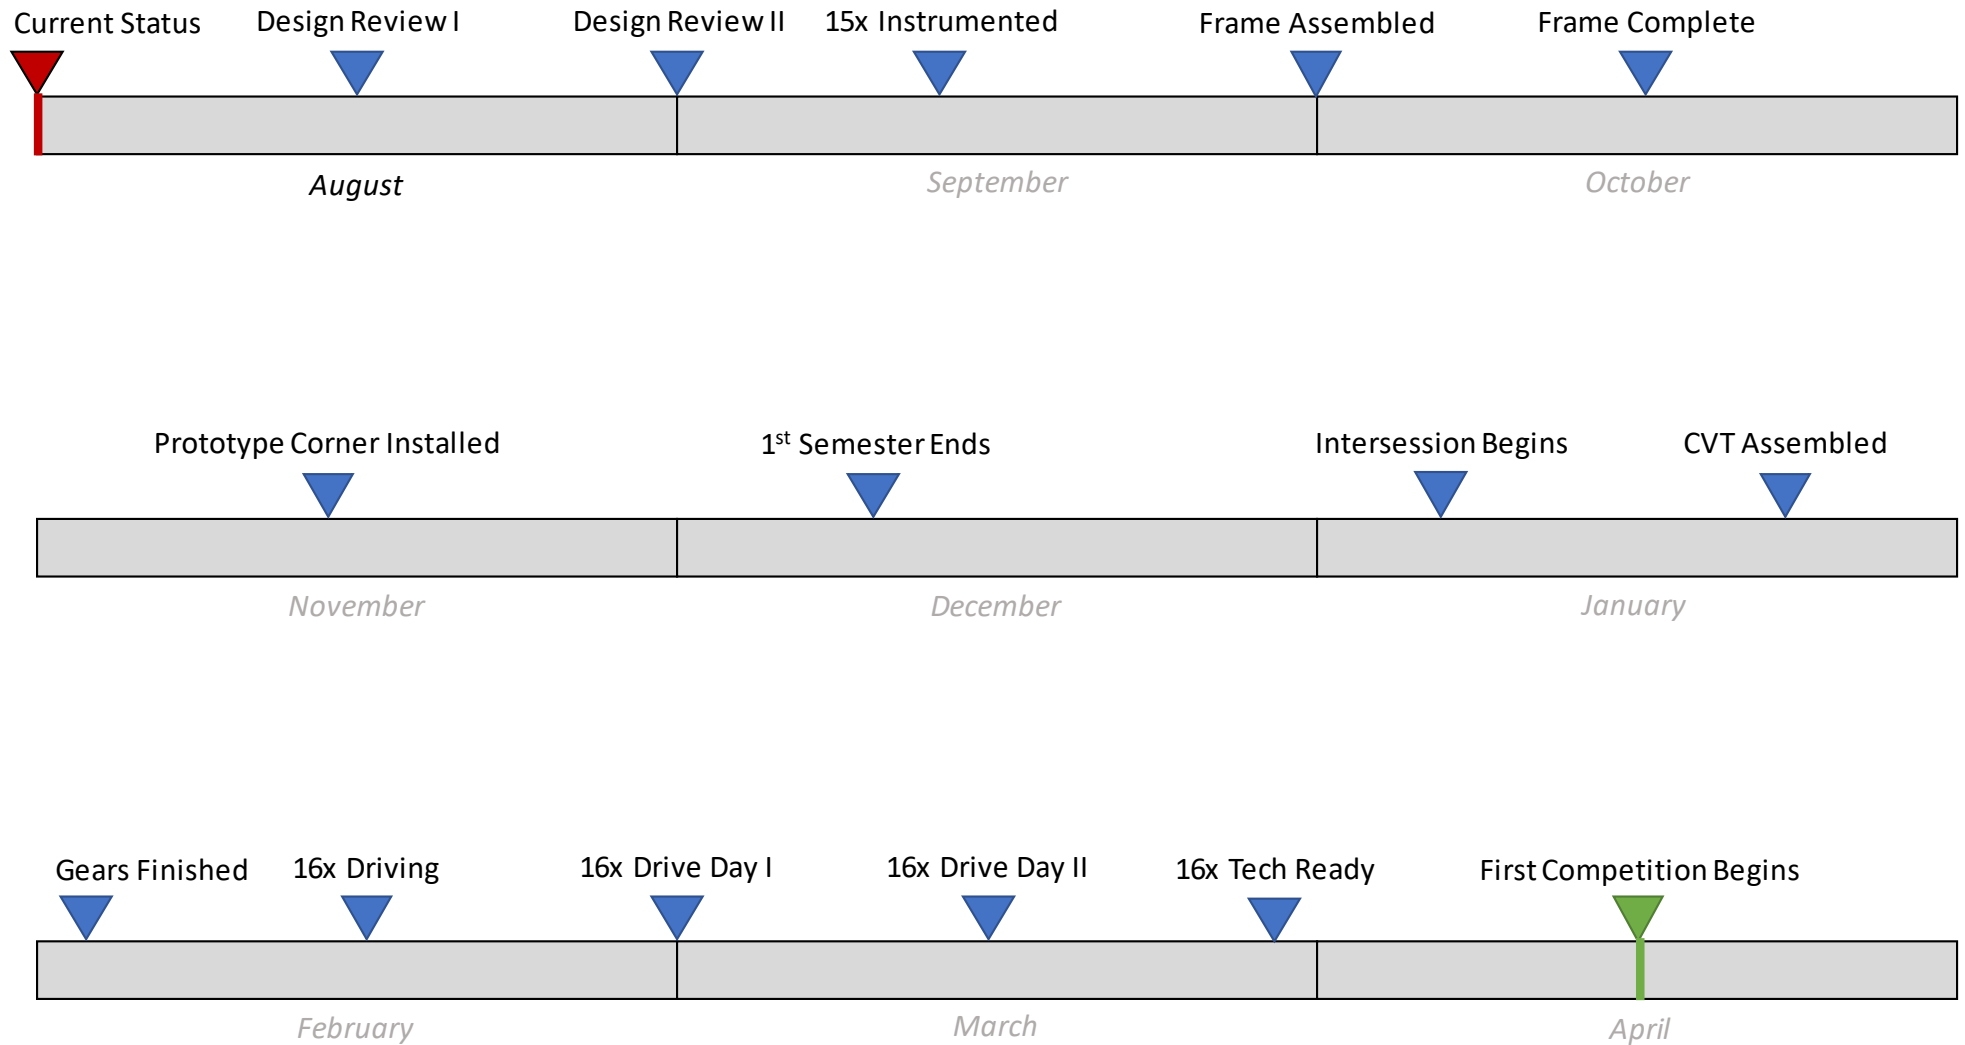 Current Status
Design Review I
Design Review II
15x Instrumented
Frame Assembled
Frame Complete
August
September
October
Prototype Corner Installed
1st Semester Ends
Intersession Begins
CVT Assembled
November
December
January
Gears Finished
16x Driving
16x Drive Day I
16x Drive Day II
16x Tech Ready
First Competition Begins
February
March
April